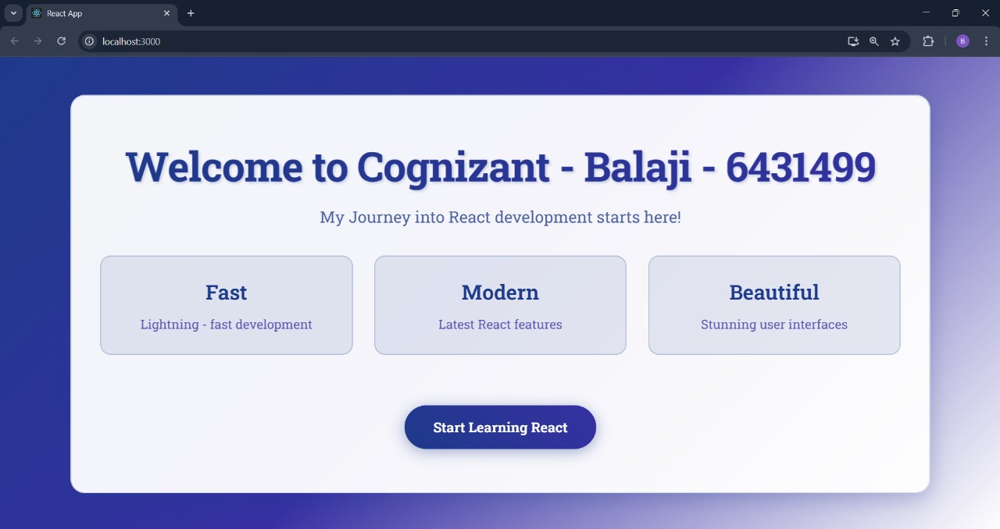 React App
localhost:3000
B
Welcome to Cognizant - Balaji - 6431499
My Journey into React development starts here!
Fast
Lightning - fast development
Modern
Latest React features
Beautiful
Stunning user interfaces
Start Learning React